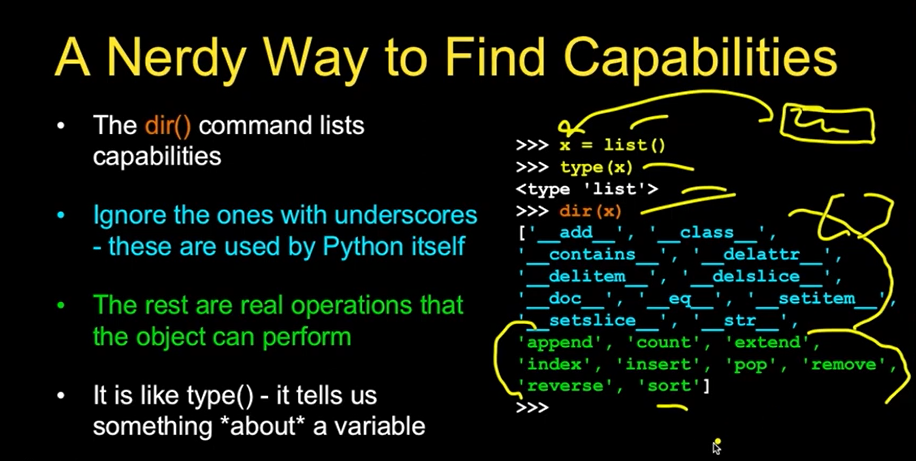 A Nerdy Way to Find Capabilities
• The dir() command lists
capabilities
• Ignore the ones with underscores
- these are used by Python itself
• The rest are real operations that
the object can perform
• It is like type() - it tells us
something *about* a variable
>>> x = list()
>>> type(x)
<type 'list'>
>>> dir(x)
['__add__', '__class__',
'__contains__', '__delattr__',
'__delitem__', '__delslice__',
'__doc__', '__eq__', '__setitem__',
'__setslice__', '__str__',
'append', 'count', 'extend',
'index', 'insert', 'pop', 'remove',
'reverse', 'sort']
>>>